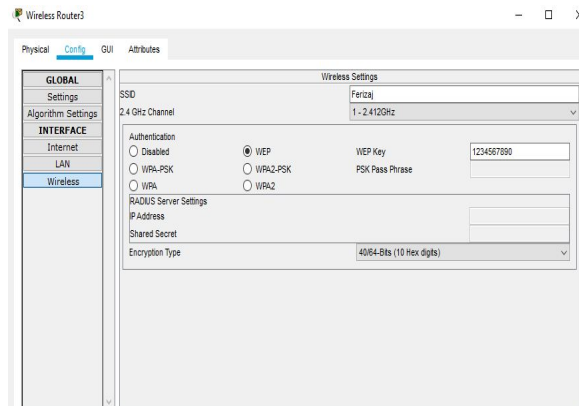 Wireless Router3
Physical Config GUI Attributes
GLOBAL
Settings
Algorithm Settings
INTERFACE
Internet
LAN
Wireless
Wireless Settings
SSID Ferizaj
2.4 GHz Channel 1 - 2.412GHz
Authentication
Disabled WEP WEP Key 1234567890
WPA-PSK WPA2-PSK PSK Pass Phrase
WPA WPA2
RADIUS Server Settings
IP Address
Shared Secret
Encryption Type 40/64-Bits (10 Hex digits)